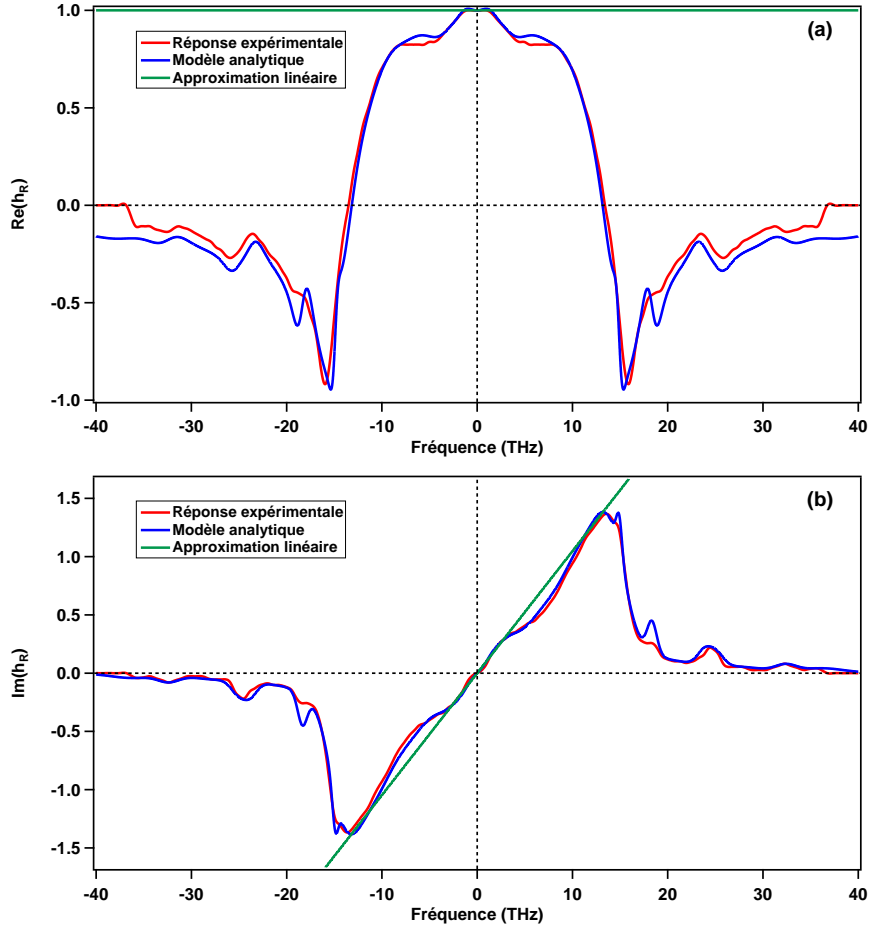 1.0
0.5
0.0
-0.5
-1.0
Re(hR)
(a)
Réponse expérimentale
Modèle analytique
Approximation linéaire
-40 -30 -20 -10 0 10 20 30 40
Fréquence (THz)
1.5
1.0
0.5
0.0
-0.5
-1.0
-1.5
Im(hR)
(b)
Réponse expérimentale
Modèle analytique
Approximation linéaire
-40 -30 -20 -10 0 10 20 30 40
Fréquence (THz)